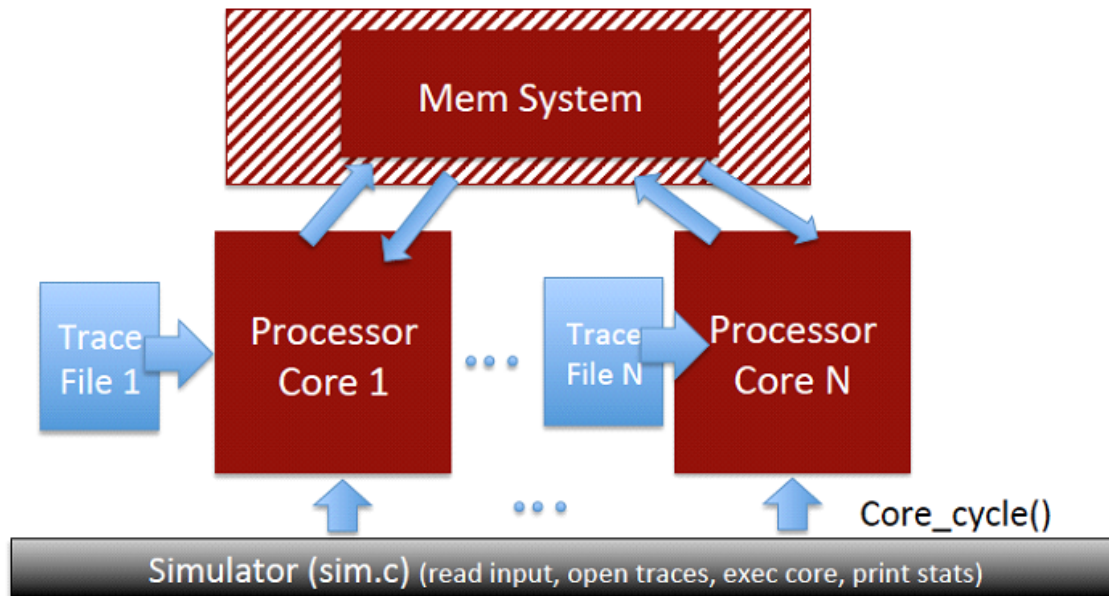 Mem System
Trace
File 1
Processor
Core 1
Trace
File N
Processor
Core N
Core_cycle()
Simulator (sim.c) (read input, open traces, exec core, print stats)